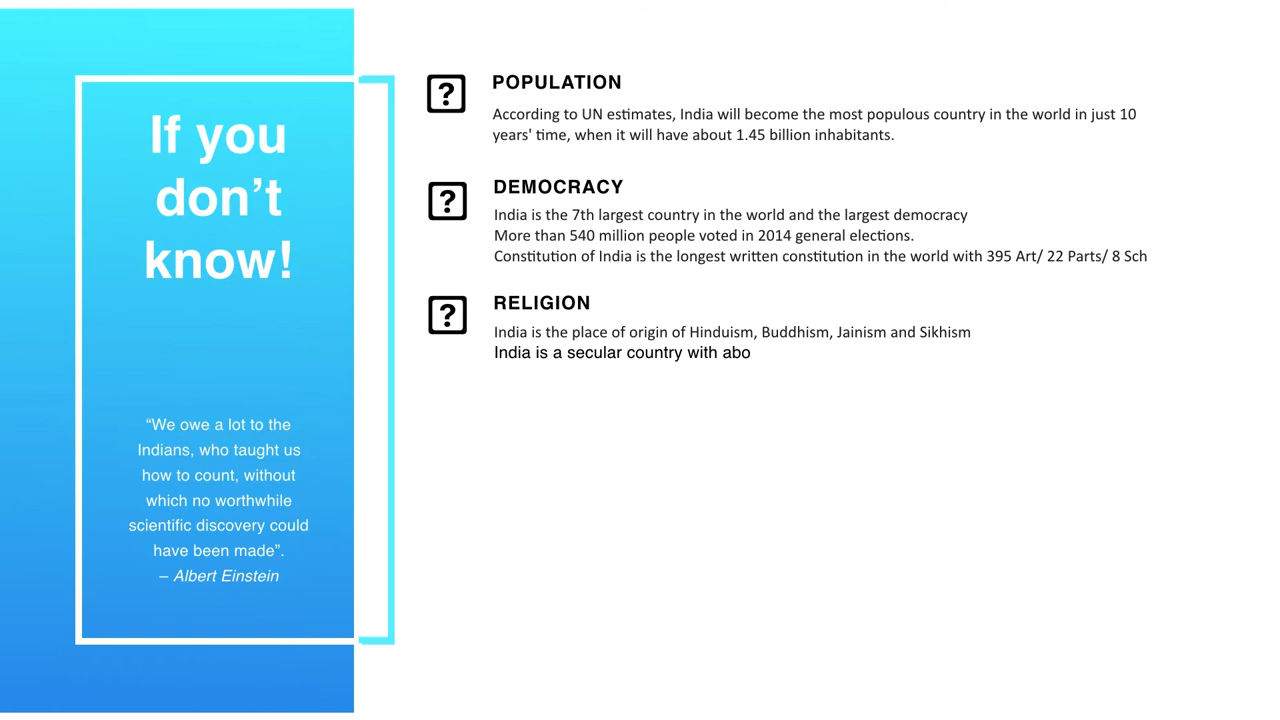 If you
don't
know!
“We owe a lot to the
Indians, who taught us
how to count, without
which no worthwhile
scientific discovery could
have been made”.
– Albert Einstein
POPULATION
According to UN estimates, India will become the most populous country in the world in just 10
years' time, when it will have about 1.45 billion inhabitants.
DEMOCRACY
India is the 7th largest country in the world and the largest democracy
More than 540 million people voted in 2014 general elections.
Constitution of India is the longest written constitution in the world with 395 Art/ 22 Parts/ 8 Sch
RELIGION
India is the place of origin of Hinduism, Buddhism, Jainism and Sikhism
India is a secular country with abo